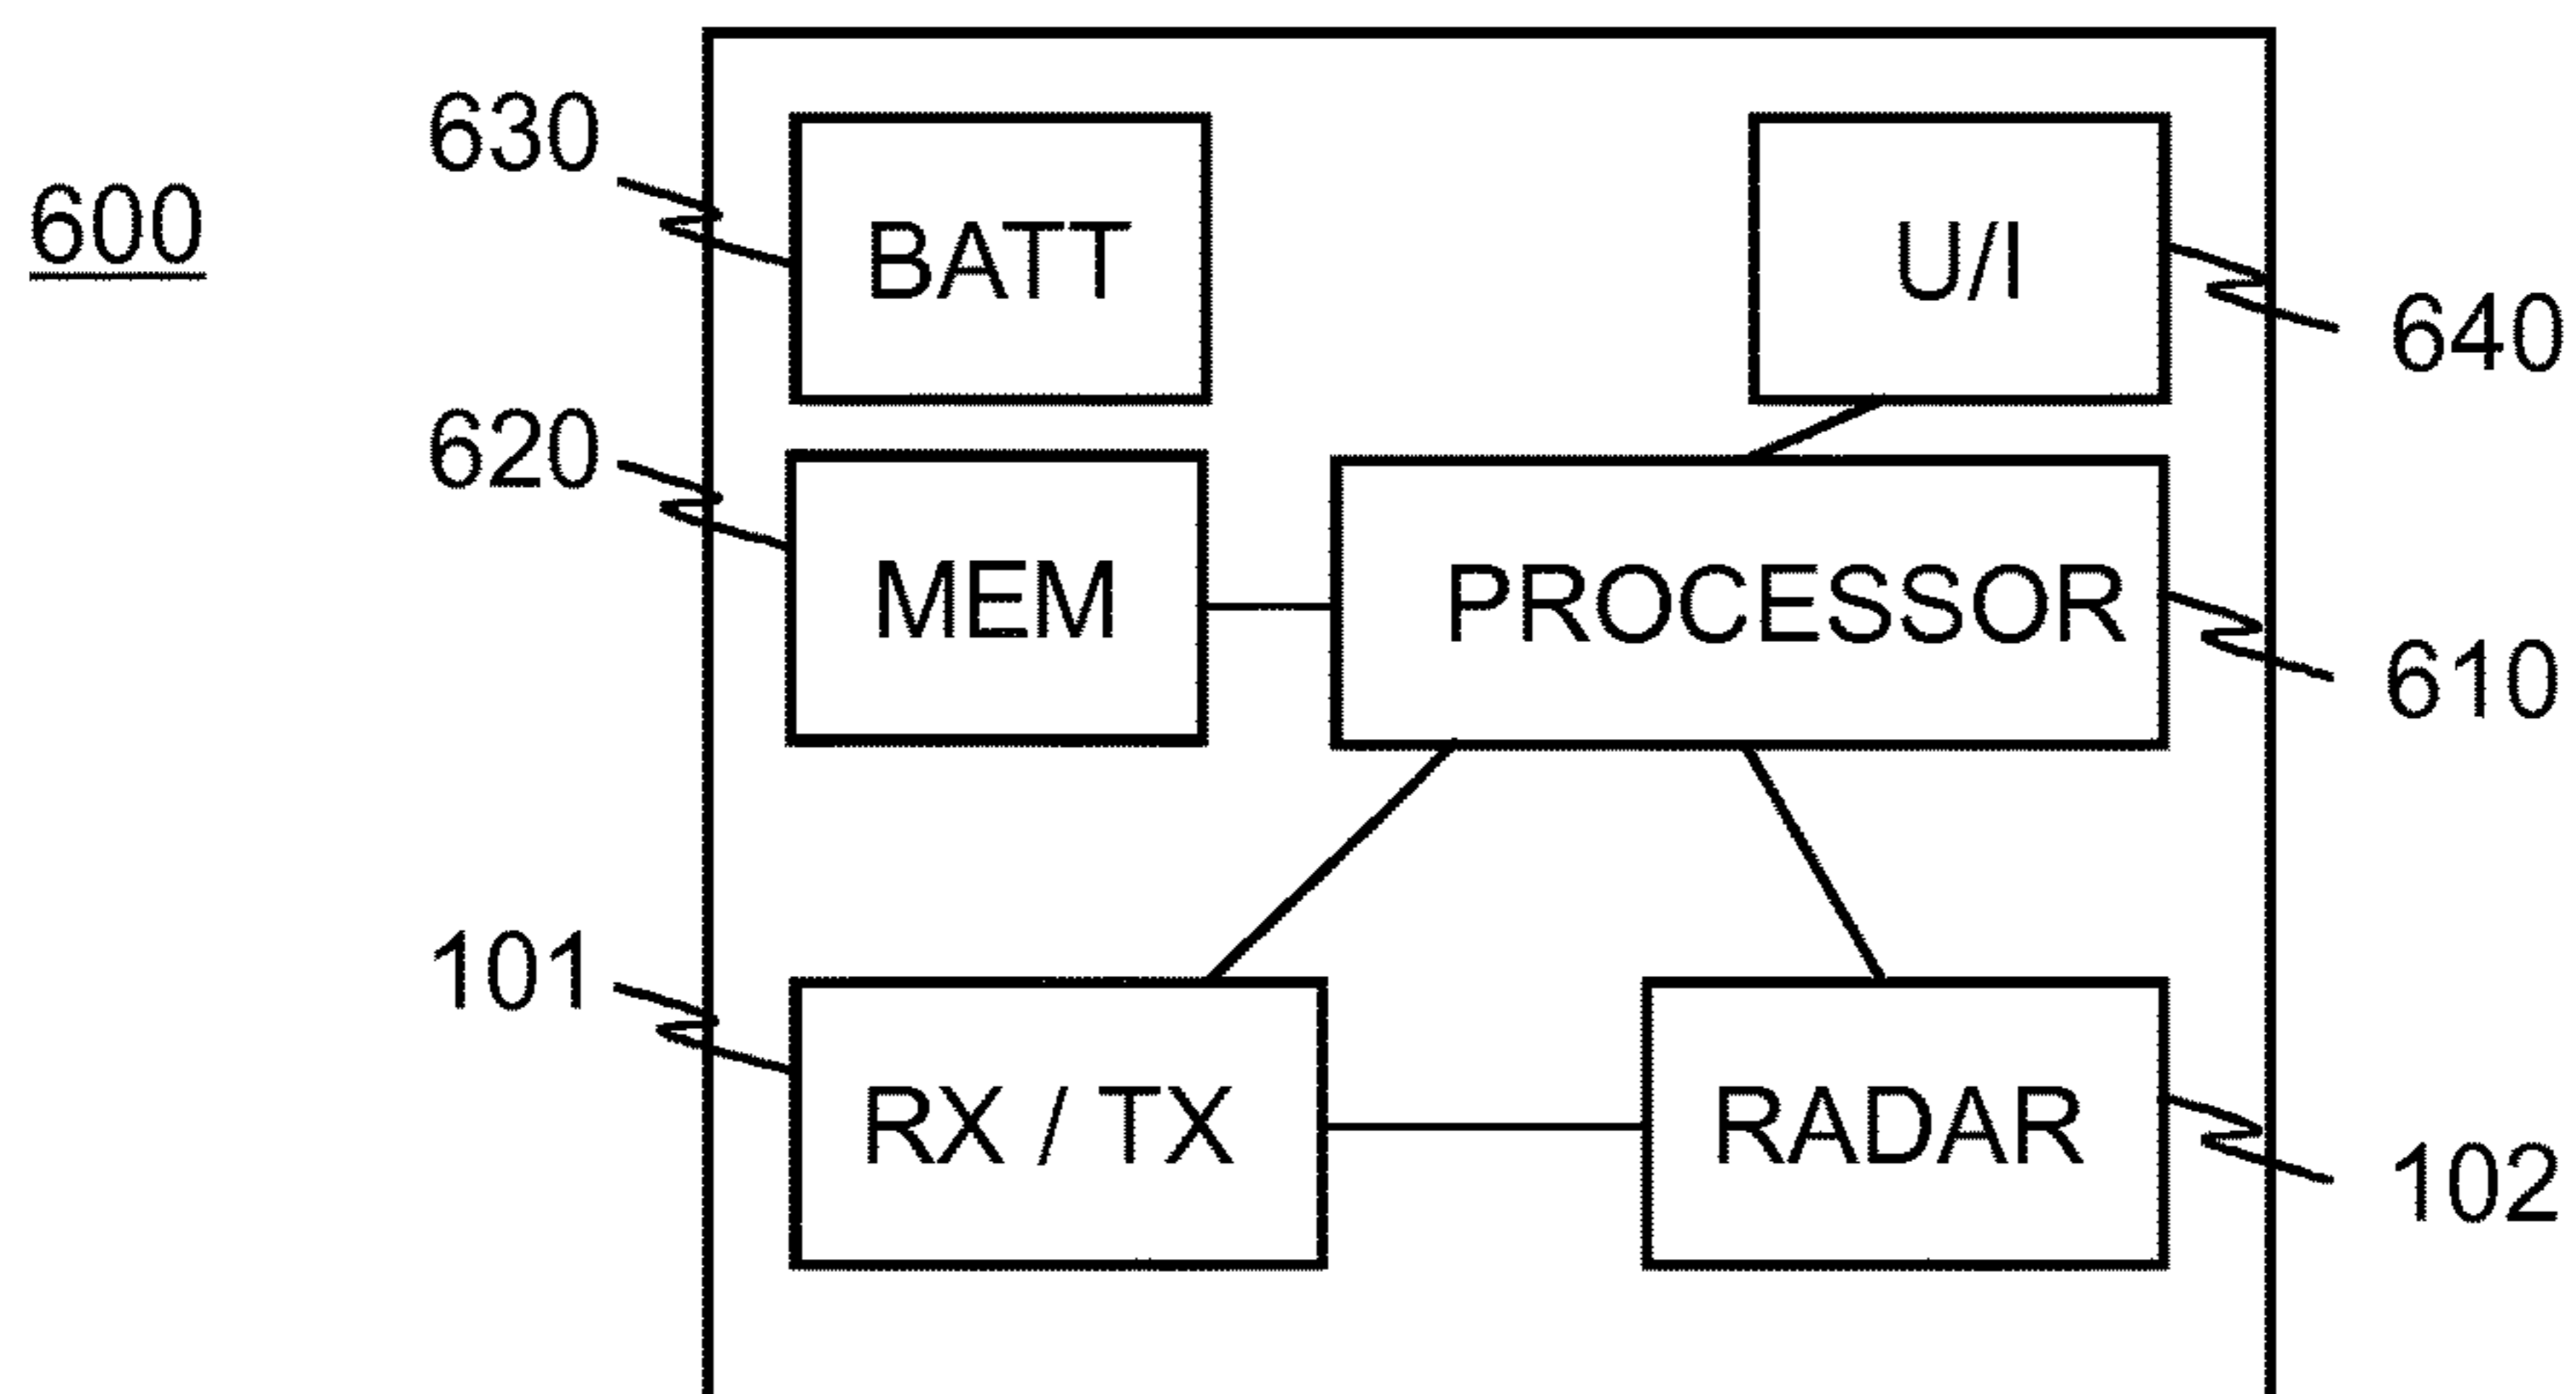 630
600
BATT
U/I
640
620
MEM
PROCESSOR
610
101
RX / TX
RADAR
102